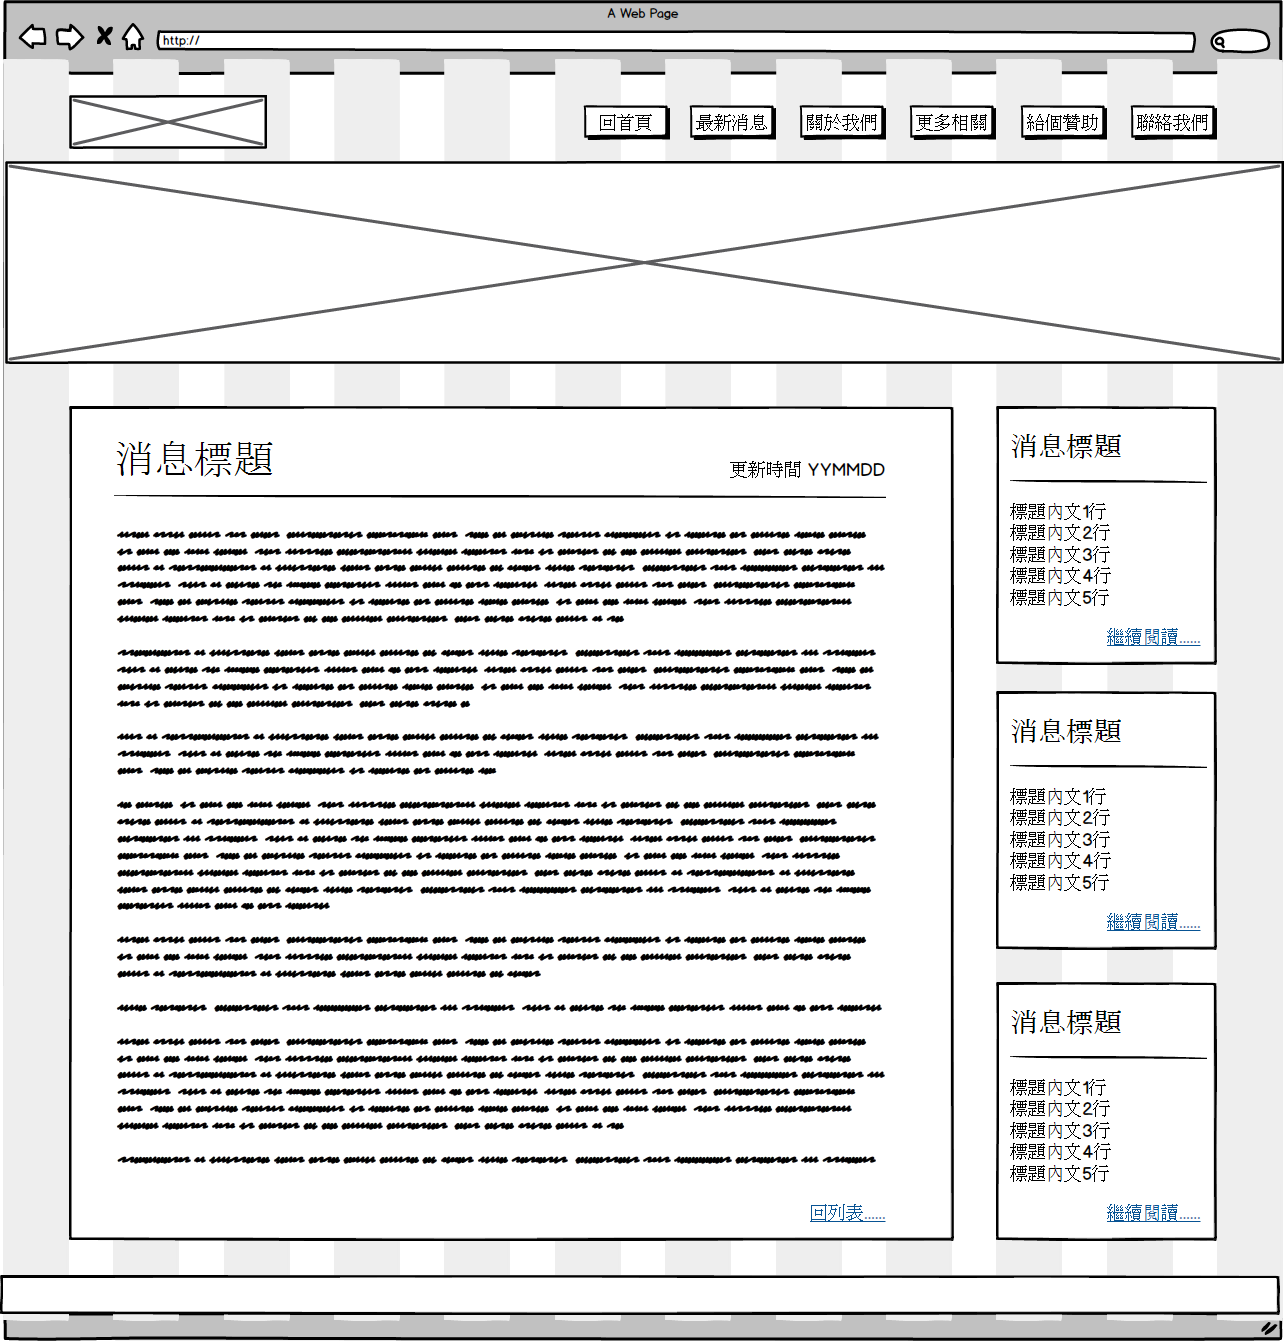 A Web Page
http://
回首頁
最新消息
關於我們
更多相關
給個贊助
聯絡我們
消息標題
更新時間 YYMMDD
回列表......
消息標題
標題內文1行
標題內文2行
標題內文3行
標題內文4行
標題內文5行
繼續閱讀......
消息標題
標題內文1行
標題內文2行
標題內文3行
標題內文4行
標題內文5行
繼續閱讀......
消息標題
標題內文1行
標題內文2行
標題內文3行
標題內文4行
標題內文5行
繼續閱讀......